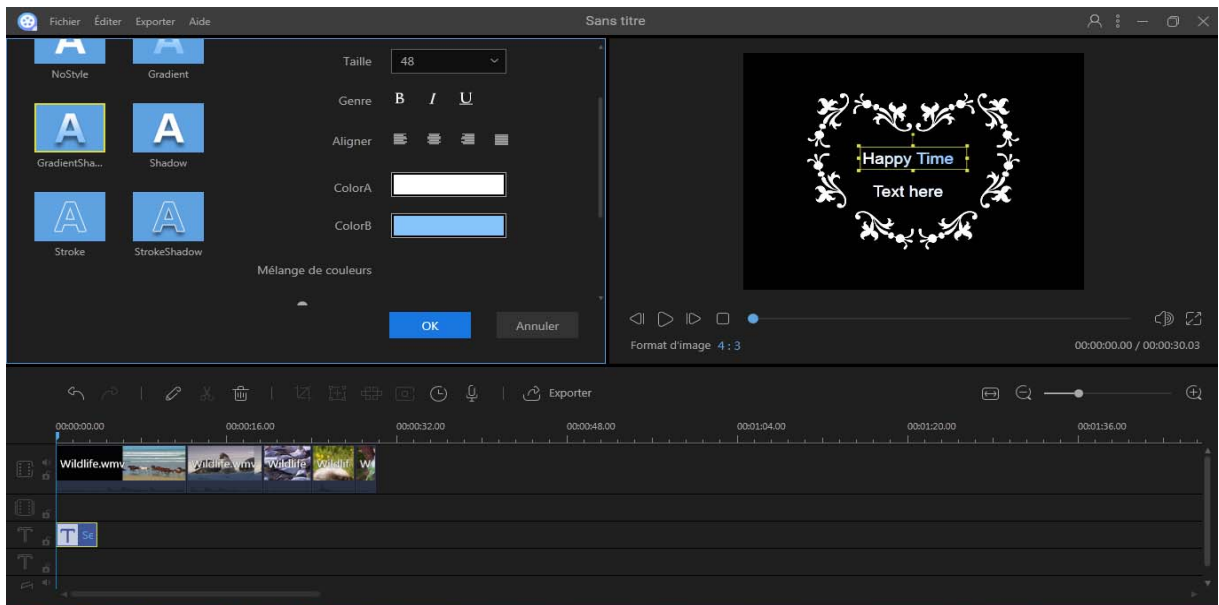 Fichier Éditer Exporter Aide Sans titre
NoStyle Gradient
GradientSha... Shadow
Stroke StrokeShadow
Taille 48
Genre B I U
Aligner
ColorA
ColorB
Mélange de couleurs
OK Annuler
Happy Time
Text here
Format d'image 4 : 3 00:00:00.00 / 00:00:30.03
Exporter
00:00:00.00 00:00:16.00 00:00:32.00 00:00:48.00 00:01:04.00 00:01:20.00 00:01:36.00
Wildlife.wmv Wildlife.wmv Wildlife Wildlif W
T Se